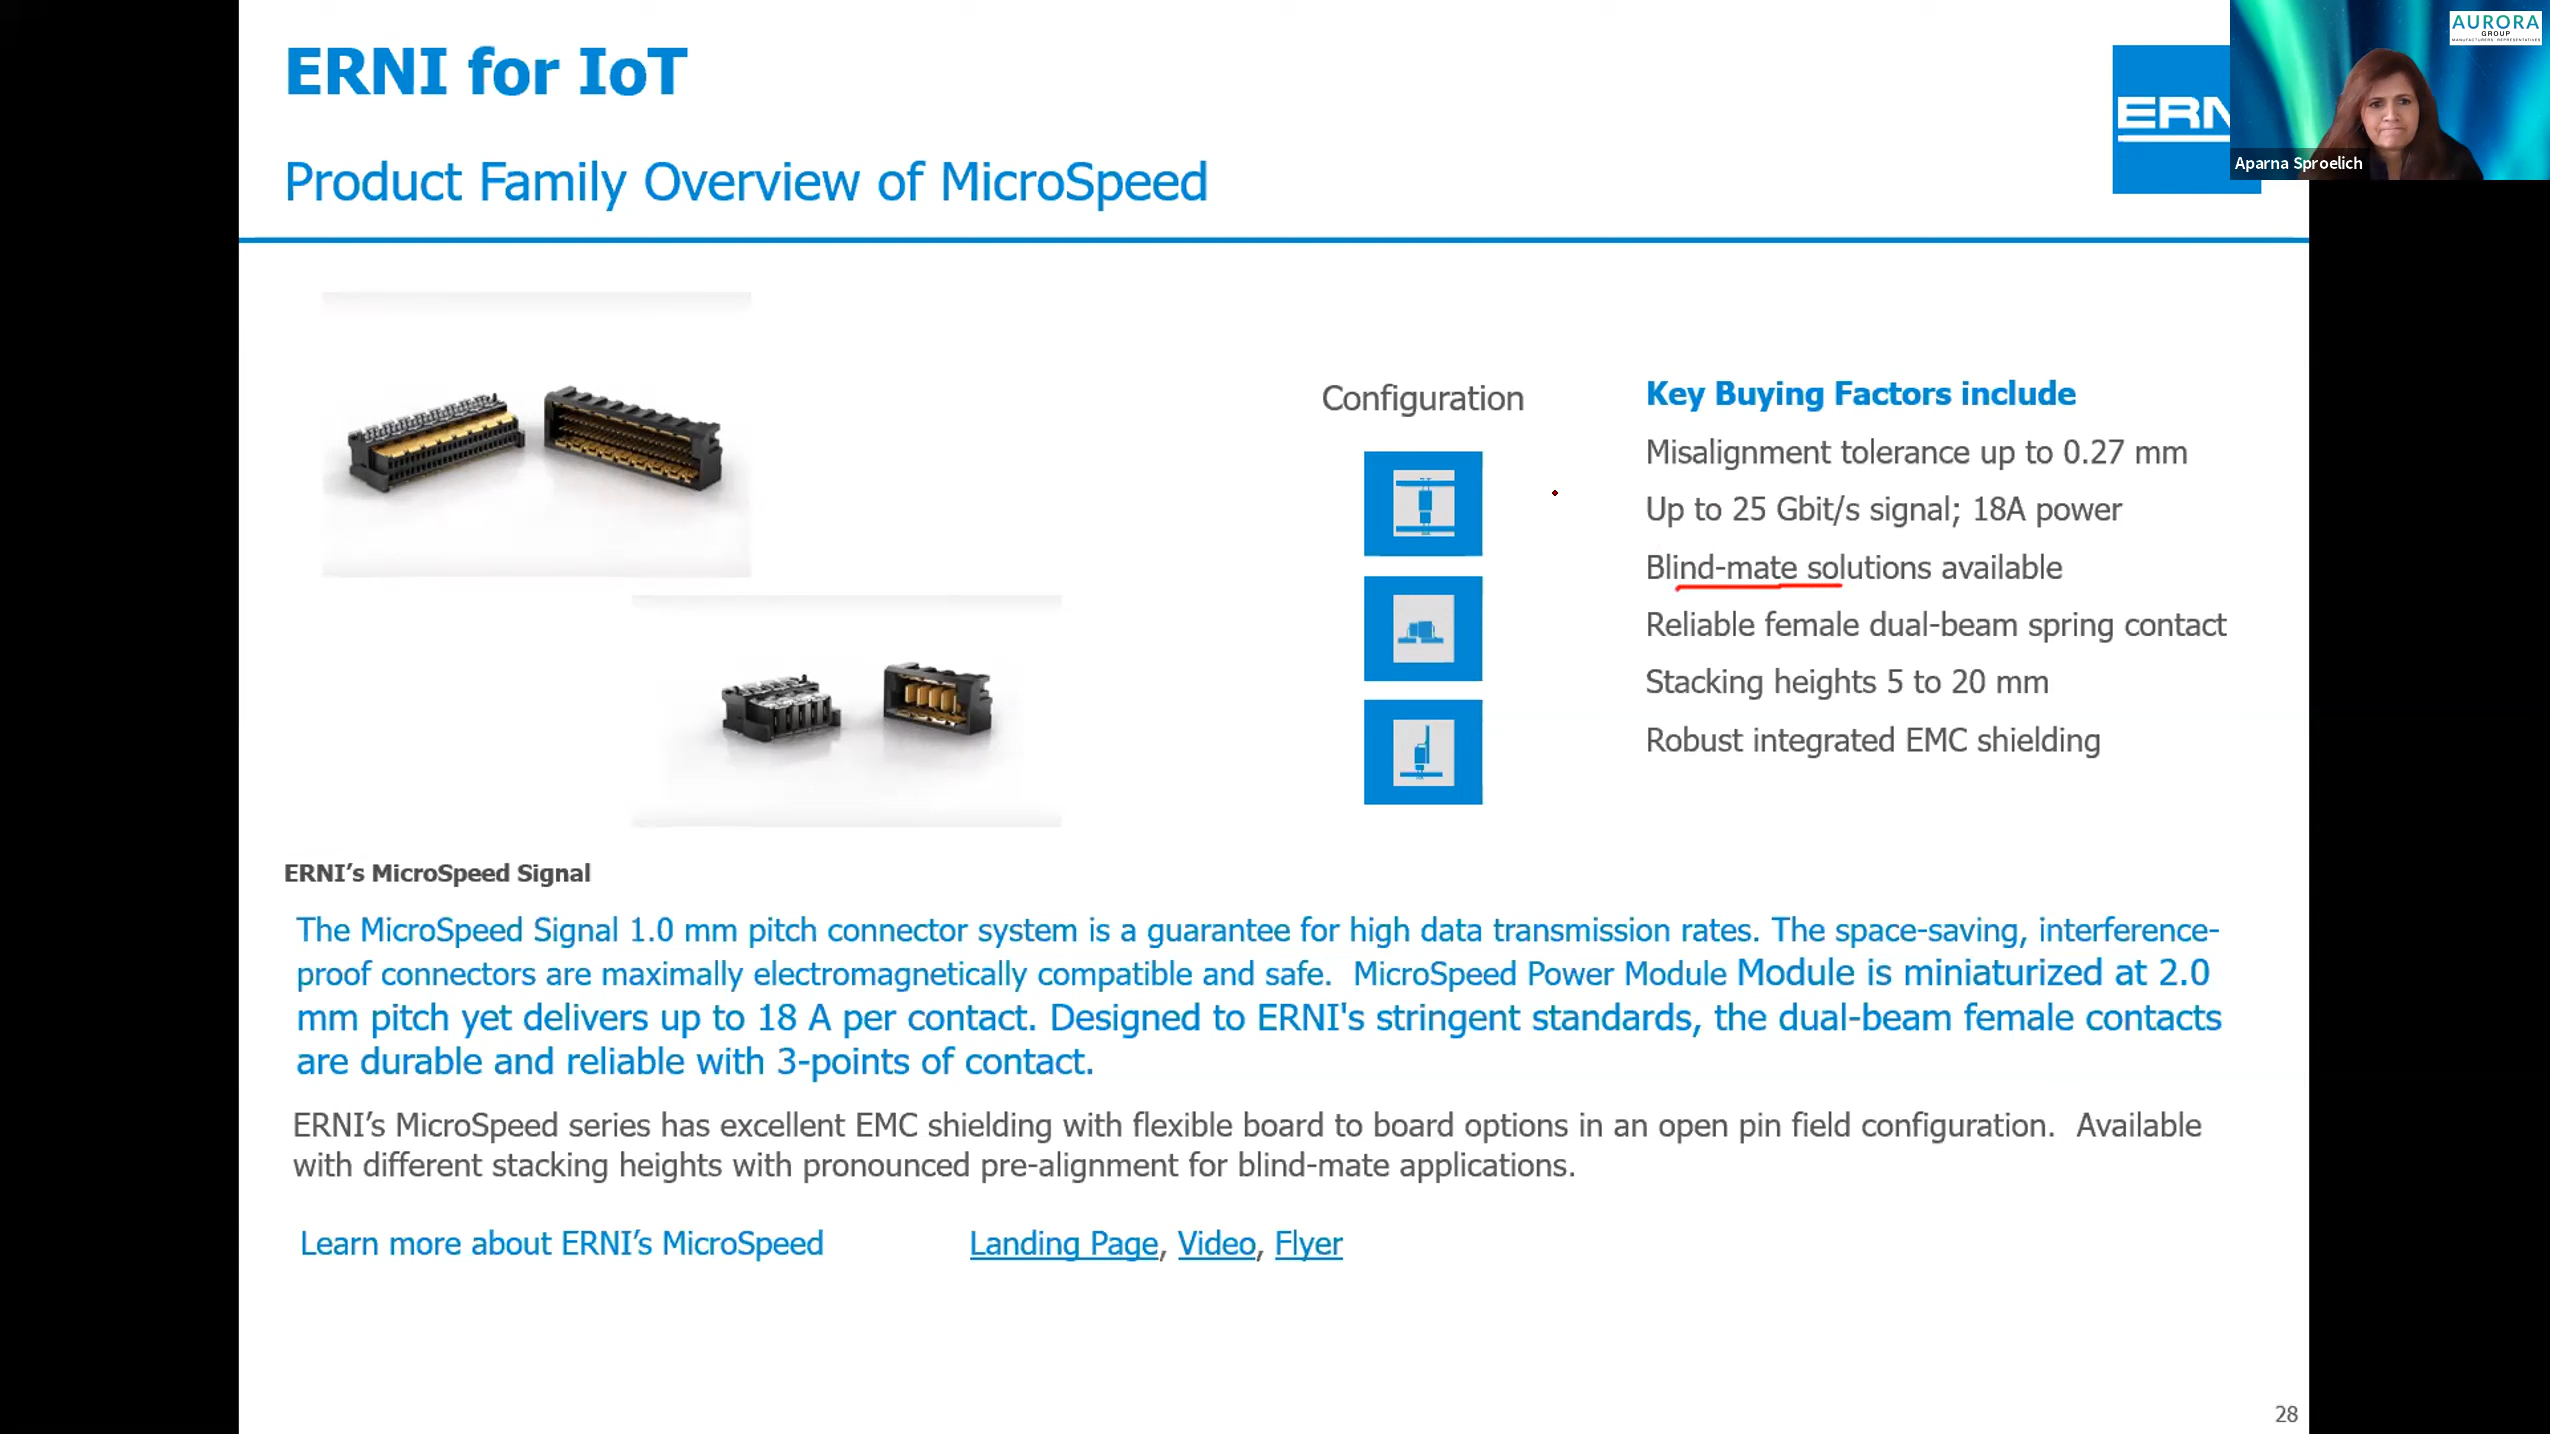 ERNI for IoT
Product Family Overview of MicroSpeed
ERN
AURORA
GROUP
MANUFACTURERS' REPRESENTATIVES
Aparna Sproelich
Configuration
Key Buying Factors include
Misalignment tolerance up to 0.27 mm
Up to 25 Gbit/s signal; 18A power
Blind-mate solutions available
Reliable female dual-beam spring contact
Stacking heights 5 to 20 mm
Robust integrated EMC shielding
ERNI’s MicroSpeed Signal
The MicroSpeed Signal 1.0 mm pitch connector system is a guarantee for high data transmission rates. The space-saving, interference-
proof connectors are maximally electromagnetically compatible and safe.  MicroSpeed Power Module Module is miniaturized at 2.0
mm pitch yet delivers up to 18 A per contact. Designed to ERNI's stringent standards, the dual-beam female contacts
are durable and reliable with 3-points of contact.
ERNI’s MicroSpeed series has excellent EMC shielding with flexible board to board options in an open pin field configuration.  Available
with different stacking heights with pronounced pre-alignment for blind-mate applications.
Learn more about ERNI’s MicroSpeed
Landing Page, Video, Flyer
28